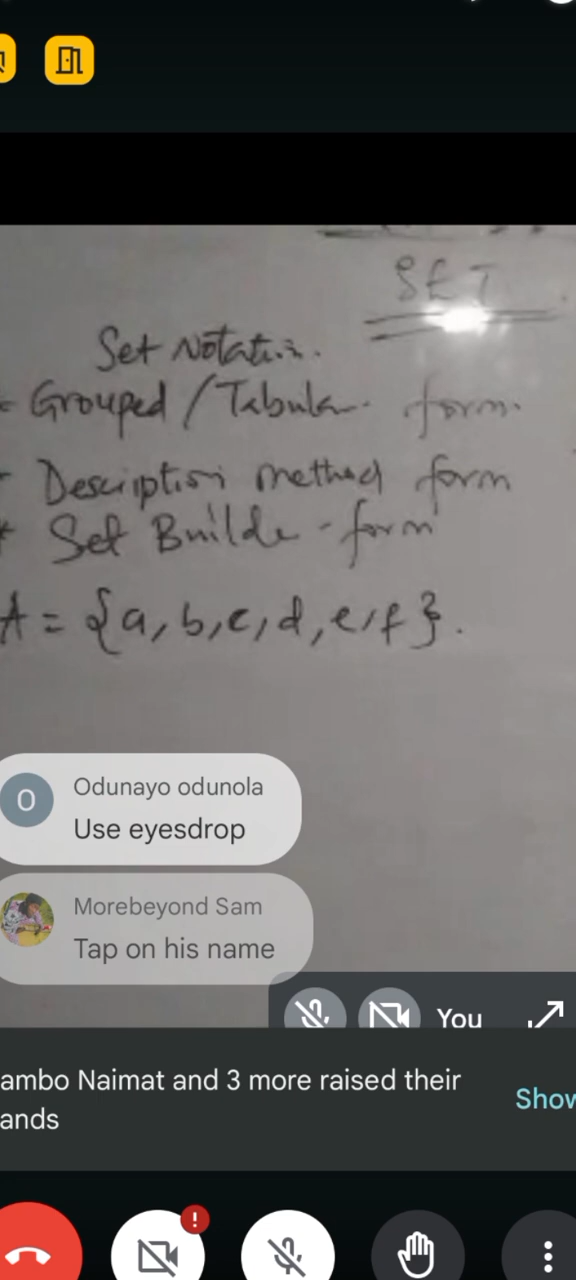 SET
Set Notation.
- Grouped / Tabular form.
- Description method form
* Set Builder - form
A = {a, b, c, d, e, f}.
O
Odunayo odunola
Use eyesdrop
Morebeyond Sam
Tap on his name
You
ambo Naimat and 3 more raised their
ands
Show
!